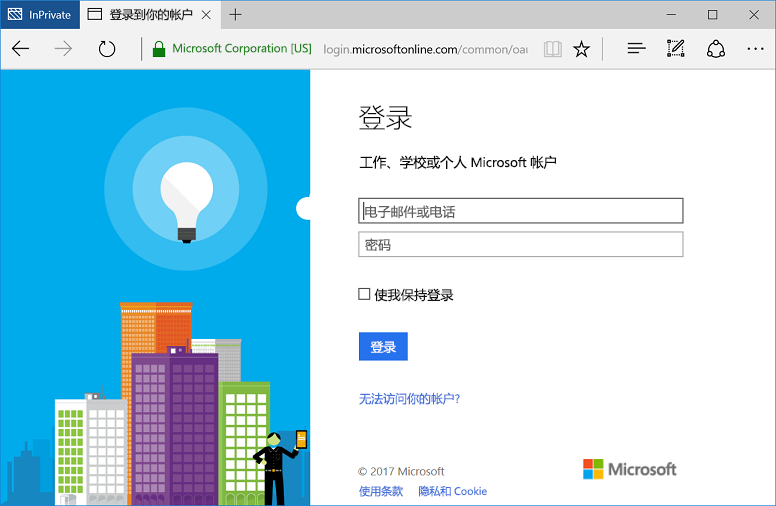 InPrivate 登录到你的帐户
Microsoft Corporation [US] login.microsoftonline.com/common/oau
登录
工作、学校或个人 Microsoft 帐户
电子邮件或电话
密码
使我保持登录
登录
无法访问你的帐户?
© 2017 Microsoft
Microsoft
使用条款 隐私和 Cookie